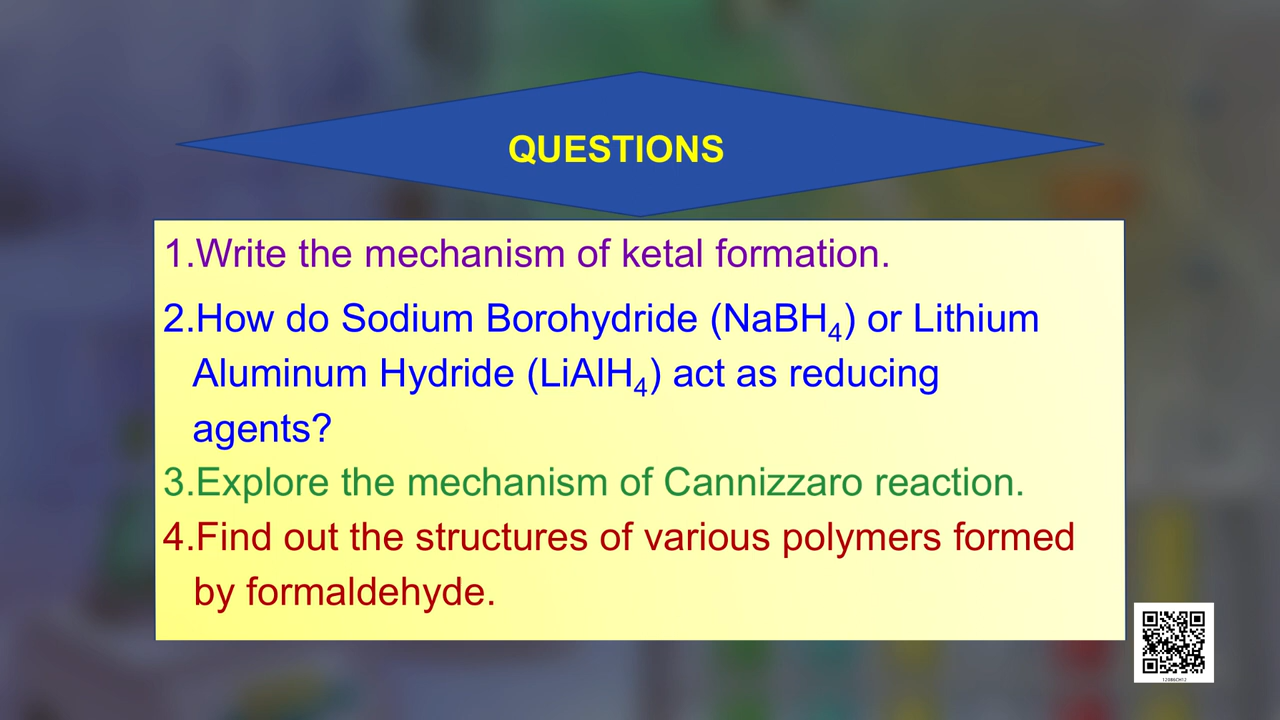 QUESTIONS
1.Write the mechanism of ketal formation.
2.How do Sodium Borohydride (NaBH₄) or Lithium
Aluminum Hydride (LiAlH₄) act as reducing
agents?
3.Explore the mechanism of Cannizzaro reaction.
4.Find out the structures of various polymers formed
by formaldehyde.